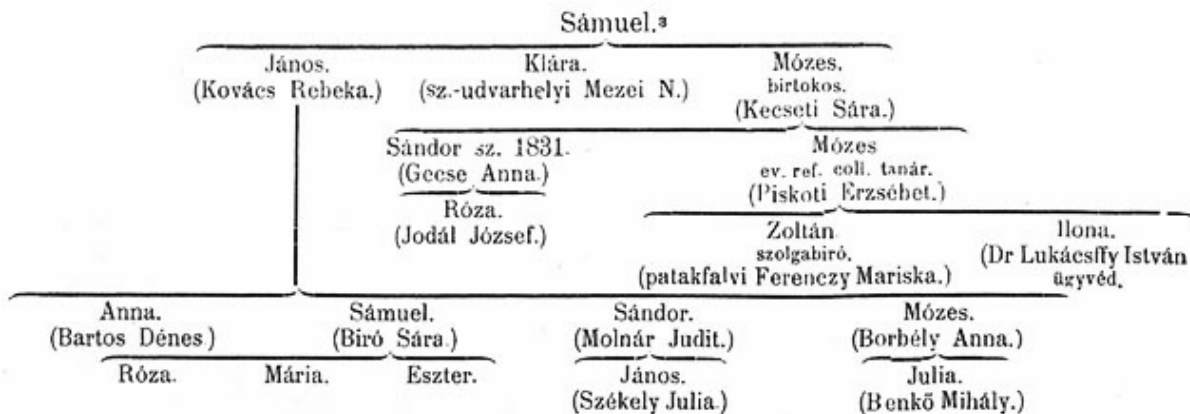 Sámuel.³
János. Klára. Mózes.
(Kovács Rebeka.) (sz.-udvarhelyi Mezei N.) birtokos.
(Kecseti Sára.)
Sándor sz. 1831. Mózes
(Gecse Anna.) ev. ref. coll. tanár.
(Piskoti Erzsébet.)
Róza.
(Jodál József.)
Zoltán Ilona.
szolgabiró. (Dr Lukácsffy István
(patakfalvi Ferenczy Mariska.) ügyvéd.
Anna. Sámuel. Sándor. Mózes.
(Bartos Dénes.) (Biró Sára.) (Molnár Judit.) (Borbély Anna.)
Róza. Mária. Eszter. János. Julia.
(Székely Julia.) (Benkő Mihály.)